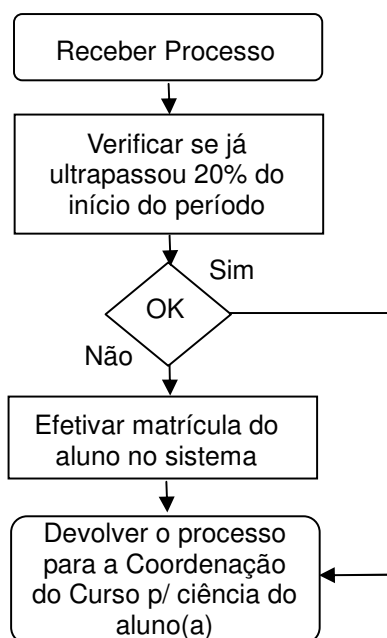 Receber Processo
Verificar se já
ultrapassou 20% do
início do período
Sim
OK
Não
Efetivar matrícula do
aluno no sistema
Devolver o processo
para a Coordenação
do Curso p/ ciência do
aluno(a)